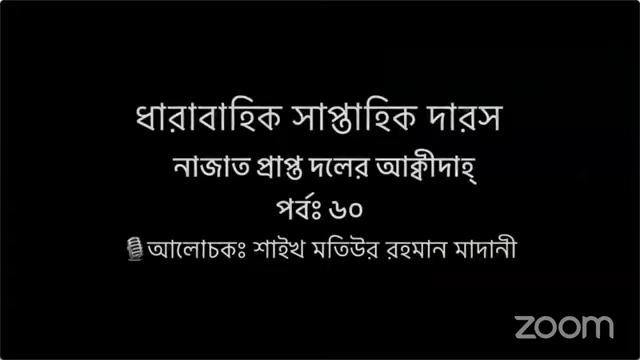 ধারাবাহিক সাপ্তাহিক দারস
নাজাত প্রাপ্ত দলের আক্বীদাহ্
পর্বঃ ৬০
🎙️আলোচকঃ শাইখ মতিউর রহমান মাদানী
zoom